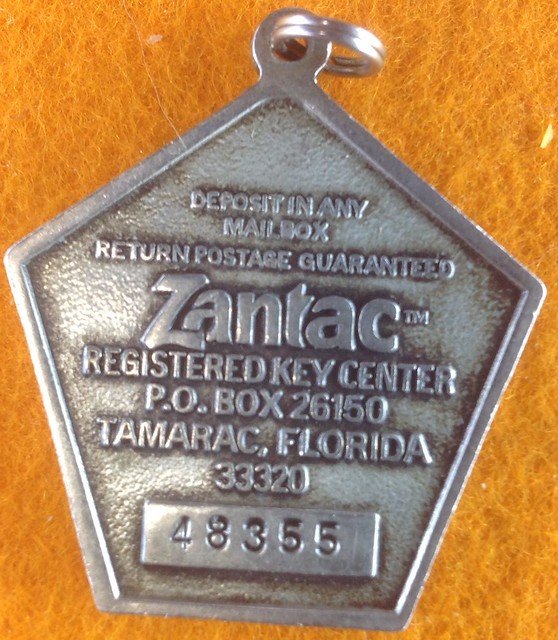 DEPOSIT IN ANY
MAILBOX
RETURN POSTAGE GUARANTEED
Zantac™
REGISTERED KEY CENTER
P.O. BOX 26150
TAMARAC, FLORIDA
33320
48355